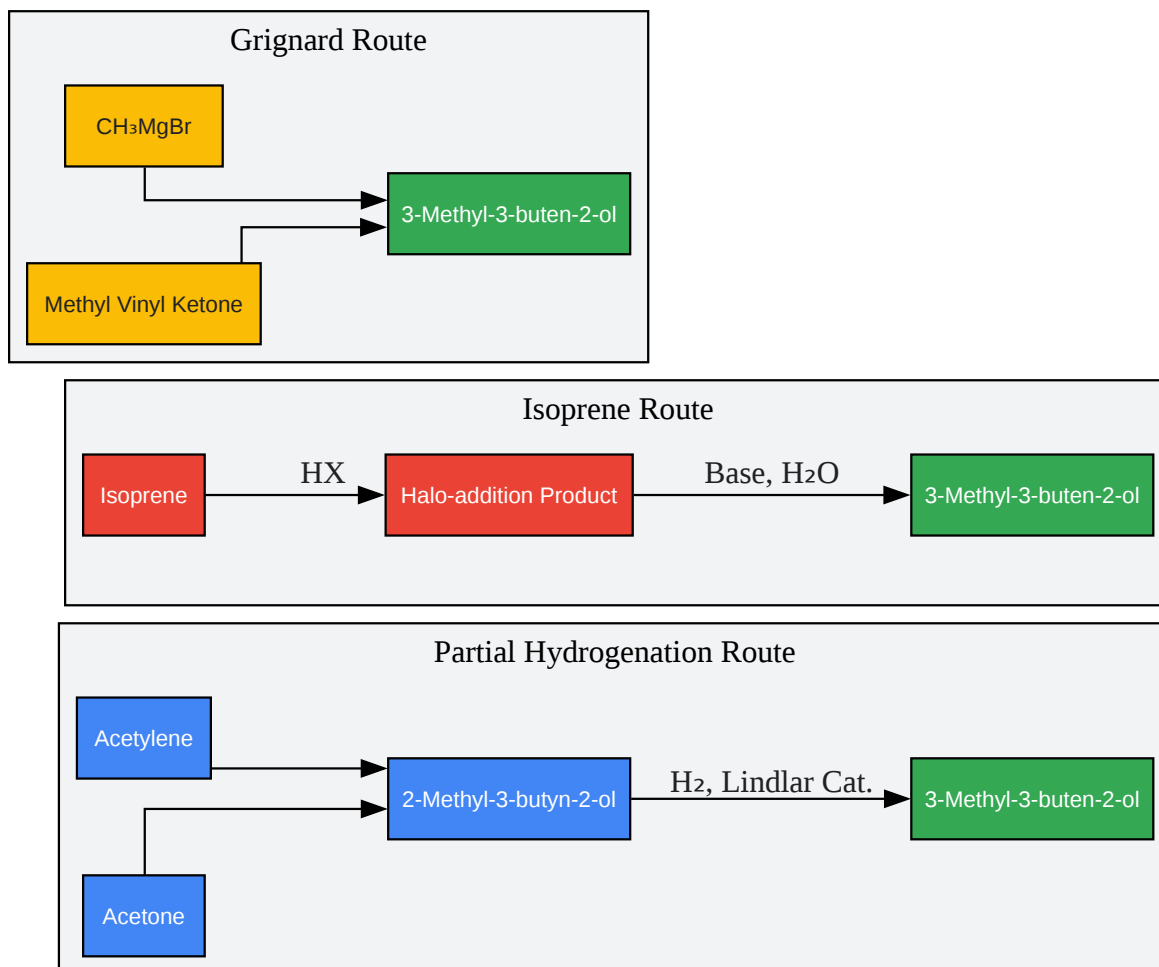 Grignard Route
CH₃MgBr
3-Methyl-3-buten-2-ol
Methyl Vinyl Ketone
Isoprene Route
Isoprene
HX
Halo-addition Product
Base, H₂O
3-Methyl-3-buten-2-ol
Partial Hydrogenation Route
Acetylene
2-Methyl-3-butyn-2-ol
H₂, Lindlar Cat.
3-Methyl-3-buten-2-ol
Acetone